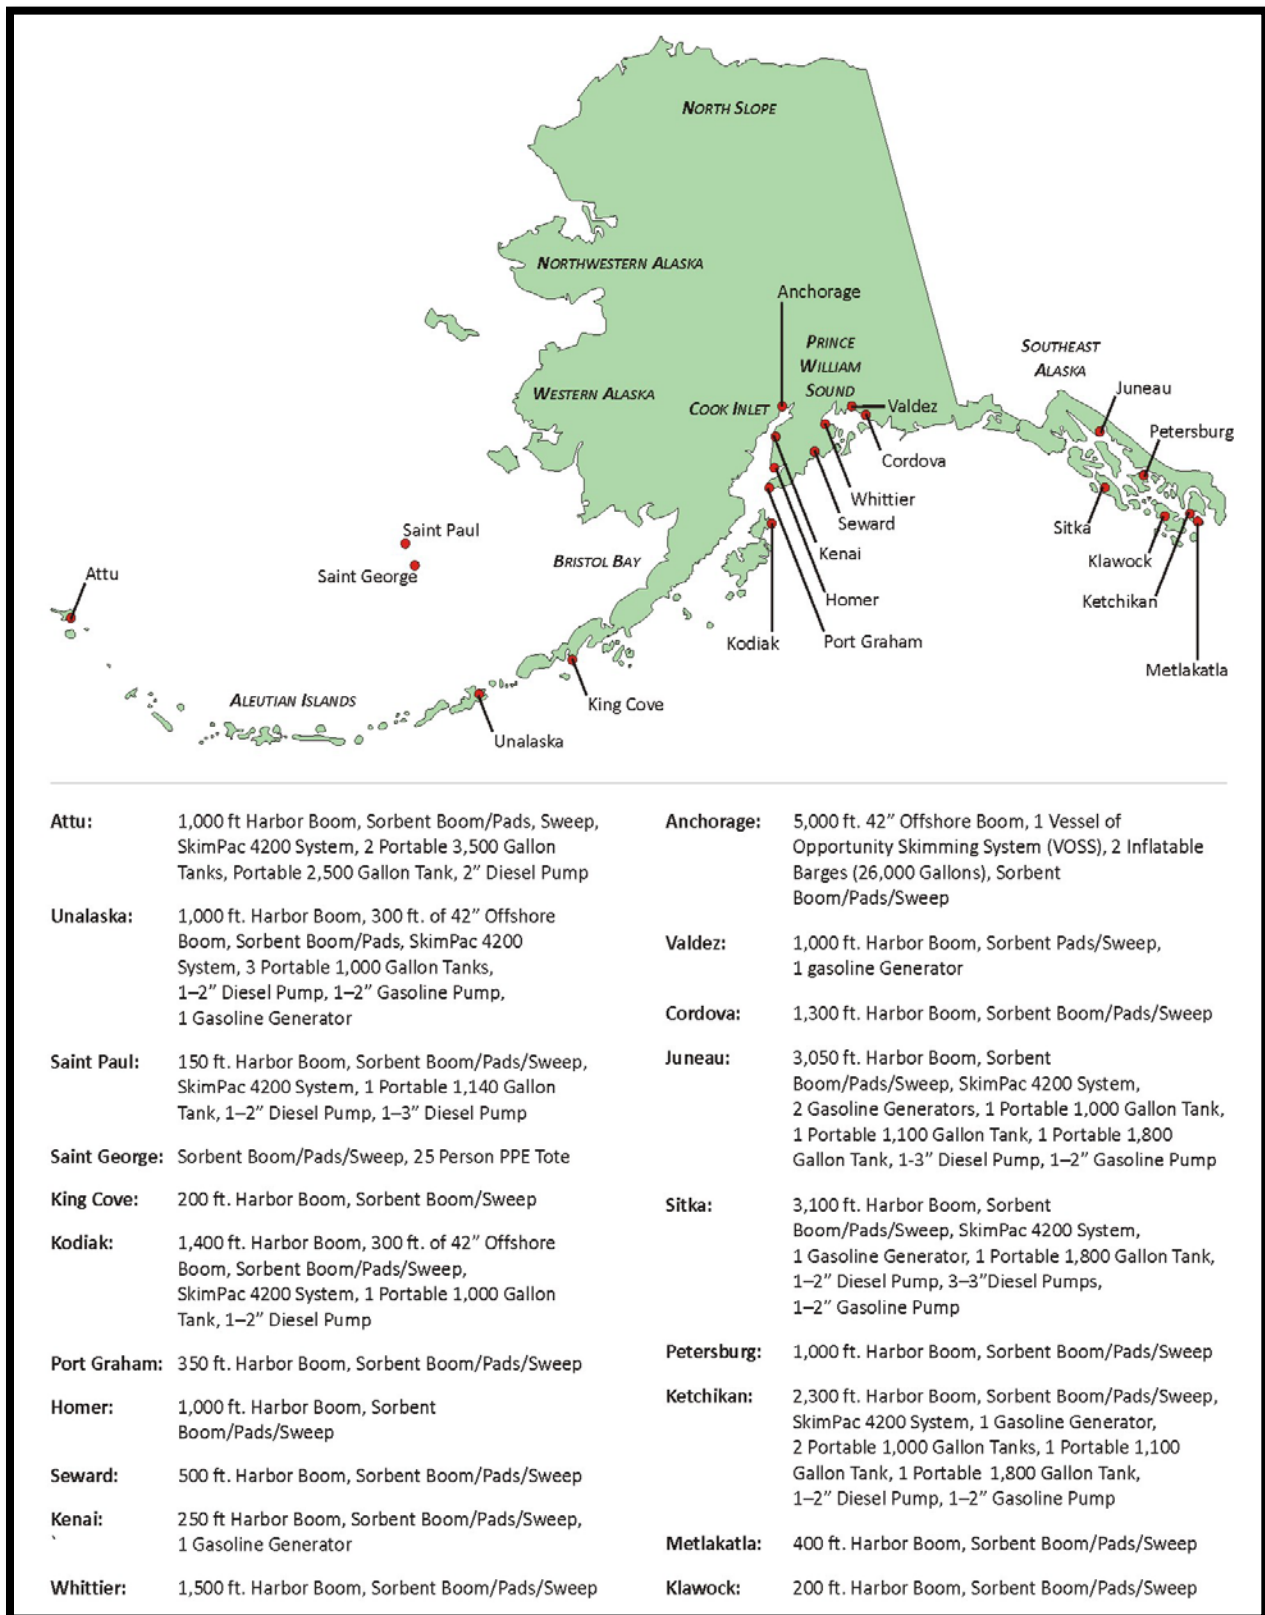 NORTH SLOPE
NORTHWESTERN ALASKA
Anchorage
PRINCE
WILLIAM
SOUND
SOUTHEAST
ALASKA
Juneau
WESTERN ALASKA
COOK INLET
Valdez
Petersburg
Cordova
Whittier
Seward
Sitka
Saint Paul
Kenai
BRISTOL BAY
Klawock
Saint George
Attu
Homer
Ketchikan
Kodiak
Port Graham
Metlakatla
ALEUTIAN ISLANDS
King Cove
Unalaska
Attu: 1,000 ft Harbor Boom, Sorbent Boom/Pads, Sweep,
SkimPac 4200 System, 2 Portable 3,500 Gallon
Tanks, Portable 2,500 Gallon Tank, 2” Diesel Pump
Unalaska: 1,000 ft. Harbor Boom, 300 ft. of 42” Offshore
Boom, Sorbent Boom/Pads, SkimPac 4200
System, 3 Portable 1,000 Gallon Tanks,
1–2” Diesel Pump, 1–2” Gasoline Pump,
1 Gasoline Generator
Saint Paul: 150 ft. Harbor Boom, Sorbent Boom/Pads/Sweep,
SkimPac 4200 System, 1 Portable 1,140 Gallon
Tank, 1–2” Diesel Pump, 1–3” Diesel Pump
Saint George: Sorbent Boom/Pads/Sweep, 25 Person PPE Tote
King Cove: 200 ft. Harbor Boom, Sorbent Boom/Sweep
Kodiak: 1,400 ft. Harbor Boom, 300 ft. of 42” Offshore
Boom, Sorbent Boom/Pads/Sweep,
SkimPac 4200 System, 1 Portable 1,000 Gallon
Tank, 1–2” Diesel Pump
Port Graham: 350 ft. Harbor Boom, Sorbent Boom/Pads/Sweep
Homer: 1,000 ft. Harbor Boom, Sorbent
Boom/Pads/Sweep
Seward: 500 ft. Harbor Boom, Sorbent Boom/Pads/Sweep
Kenai: 250 ft Harbor Boom, Sorbent Boom/Pads/Sweep,
` 1 Gasoline Generator
Whittier: 1,500 ft. Harbor Boom, Sorbent Boom/Pads/Sweep
Anchorage: 5,000 ft. 42” Offshore Boom, 1 Vessel of
Opportunity Skimming System (VOSS), 2 Inflatable
Barges (26,000 Gallons), Sorbent
Boom/Pads/Sweep
Valdez: 1,000 ft. Harbor Boom, Sorbent Pads/Sweep,
1 gasoline Generator
Cordova: 1,300 ft. Harbor Boom, Sorbent Boom/Pads/Sweep
Juneau: 3,050 ft. Harbor Boom, Sorbent
Boom/Pads/Sweep, SkimPac 4200 System,
2 Gasoline Generators, 1 Portable 1,000 Gallon Tank,
1 Portable 1,100 Gallon Tank, 1 Portable 1,800
Gallon Tank, 1-3” Diesel Pump, 1–2” Gasoline Pump
Sitka: 3,100 ft. Harbor Boom, Sorbent
Boom/Pads/Sweep, SkimPac 4200 System,
1 Gasoline Generator, 1 Portable 1,800 Gallon Tank,
1–2” Diesel Pump, 3–3”Diesel Pumps,
1–2” Gasoline Pump
Petersburg: 1,000 ft. Harbor Boom, Sorbent Boom/Pads/Sweep
Ketchikan: 2,300 ft. Harbor Boom, Sorbent Boom/Pads/Sweep,
SkimPac 4200 System, 1 Gasoline Generator,
2 Portable 1,000 Gallon Tanks, 1 Portable 1,100
Gallon Tank, 1 Portable 1,800 Gallon Tank,
1–2” Diesel Pump, 1–2” Gasoline Pump
Metlakatla: 400 ft. Harbor Boom, Sorbent Boom/Pads/Sweep
Klawock: 200 ft. Harbor Boom, Sorbent Boom/Pads/Sweep